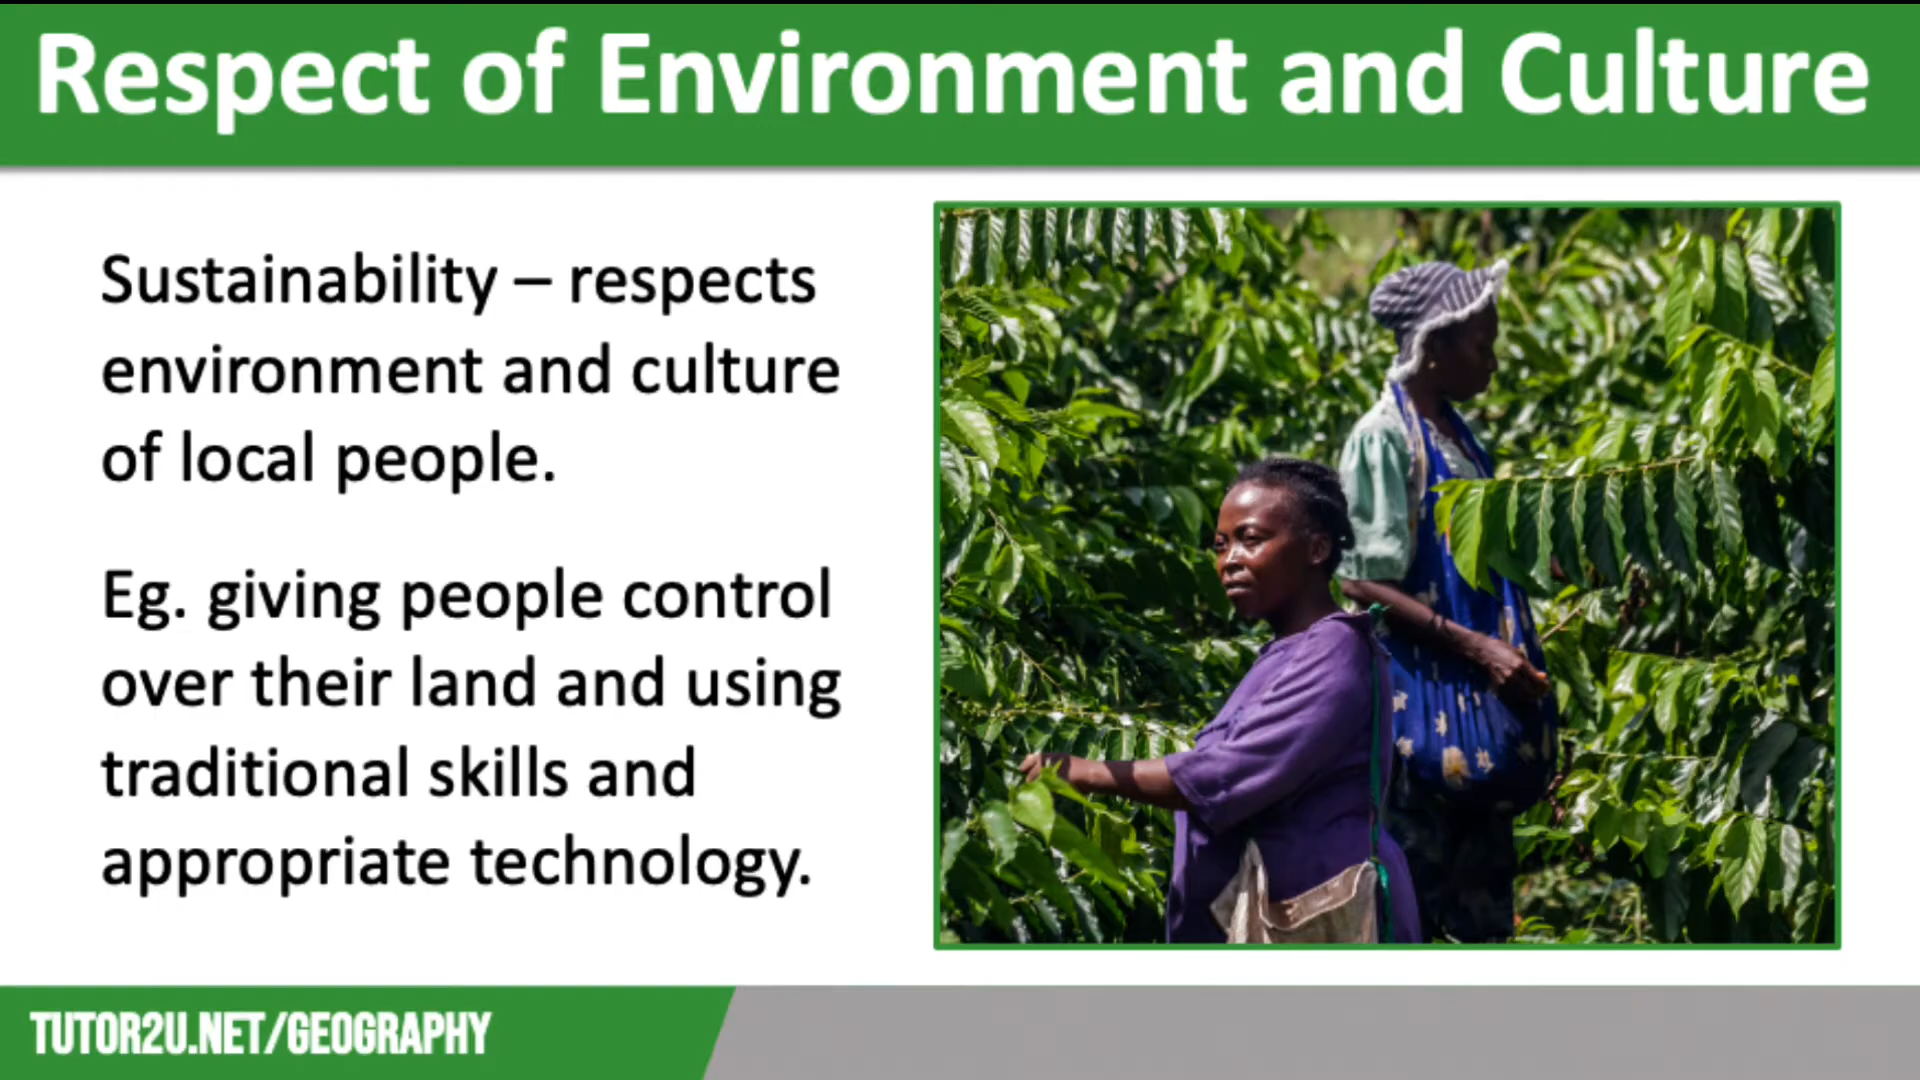 Respect of Environment and Culture
Sustainability – respects
environment and culture
of local people.
Eg. giving people control
over their land and using
traditional skills and
appropriate technology.
TUTOR2U.NET/GEOGRAPHY